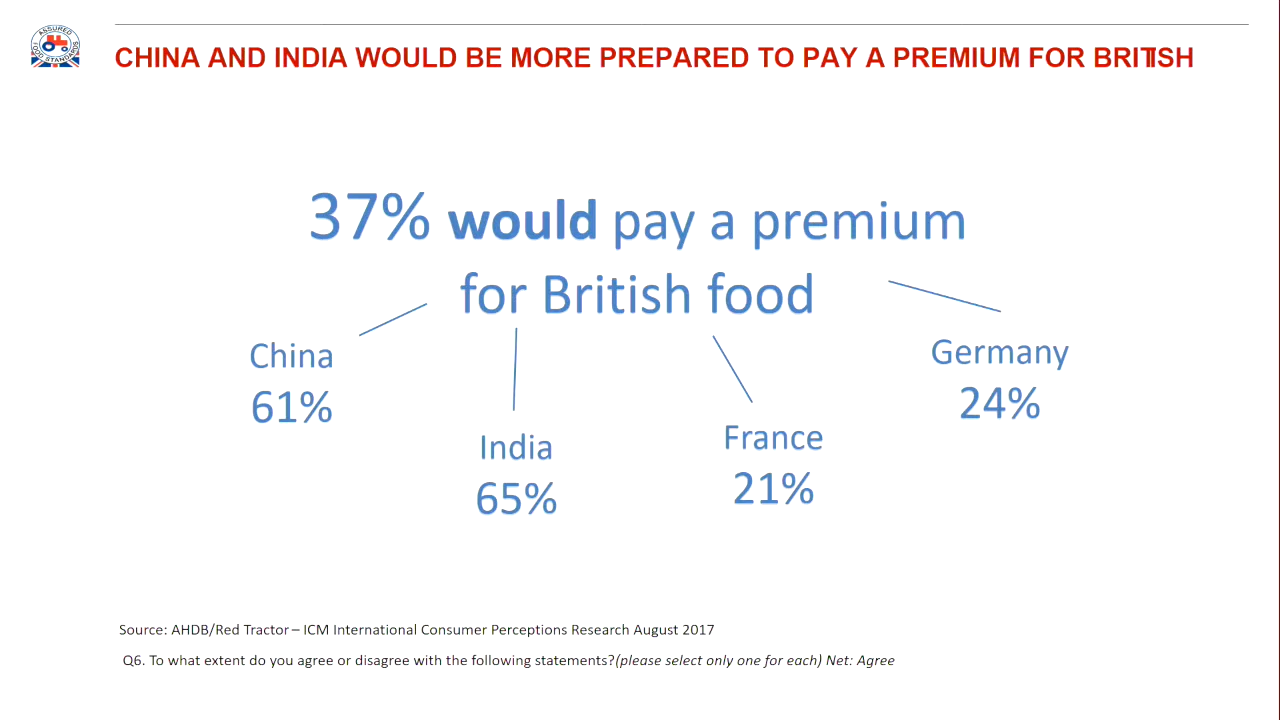 ASSURED
FOOD STANDARDS
CHINA AND INDIA WOULD BE MORE PREPARED TO PAY A PREMIUM FOR BRITISH
37% would pay a premium
for British food
China
61%
India
65%
France
21%
Germany
24%
Source: AHDB/Red Tractor – ICM International Consumer Perceptions Research August 2017
Q6. To what extent do you agree or disagree with the following statements?(please select only one for each) Net: Agree